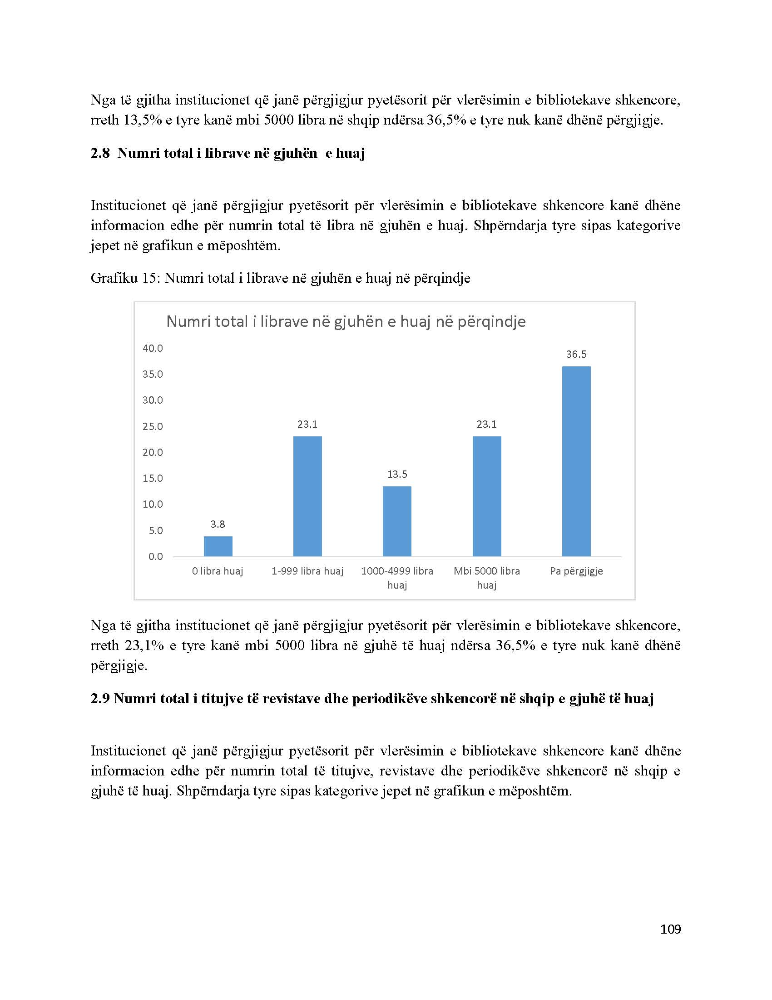 Nga të gjitha institucionet që janë përgjigjur pyetësorit për vlerësimin e bibliotekave shkencore,
rreth 13,5% e tyre kanë mbi 5000 libra në shqip ndërsa 36,5% e tyre nuk kanë dhënë përgjigje.
2.8  Numri total i librave në gjuhën  e huaj
Institucionet që janë përgjigjur pyetësorit për vlerësimin e bibliotekave shkencore kanë dhëne
informacion edhe për numrin total të libra në gjuhën e huaj. Shpërndarja tyre sipas kategorive
jepet në grafikun e mëposhtëm.
Grafiku 15: Numri total i librave në gjuhën e huaj në përqindje
Numri total i librave në gjuhën e huaj në përqindje
40.0
35.0
30.0
25.0
20.0
15.0
10.0
5.0
0.0
3.8
23.1
13.5
23.1
36.5
0 libra huaj
1-999 libra huaj
1000-4999 libra
huaj
Mbi 5000 libra
huaj
Pa përgjigje
Nga të gjitha institucionet që janë përgjigjur pyetësorit për vlerësimin e bibliotekave shkencore,
rreth 23,1% e tyre kanë mbi 5000 libra në gjuhë të huaj ndërsa 36,5% e tyre nuk kanë dhënë
përgjigje.
2.9 Numri total i titujve të revistave dhe periodikëve shkencorë në shqip e gjuhë të huaj
Institucionet që janë përgjigjur pyetësorit për vlerësimin e bibliotekave shkencore kanë dhëne
informacion edhe për numrin total të titujve, revistave dhe periodikëve shkencorë në shqip e
gjuhë të huaj. Shpërndarja tyre sipas kategorive jepet në grafikun e mëposhtëm.
109